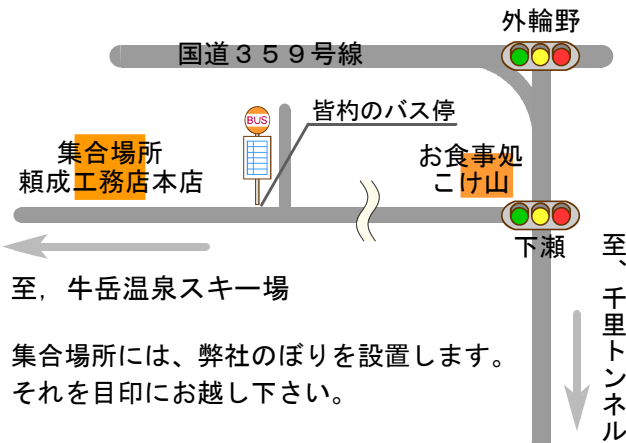 外輪野
国道３５９号線
BUS
皆杓のバス停
集合場所
頼成工務店本店
お食事処
こけ山
下瀬
至、千里トンネル
至，牛岳温泉スキー場
集合場所には、弊社のぼりを設置します。
それを目印にお越し下さい。